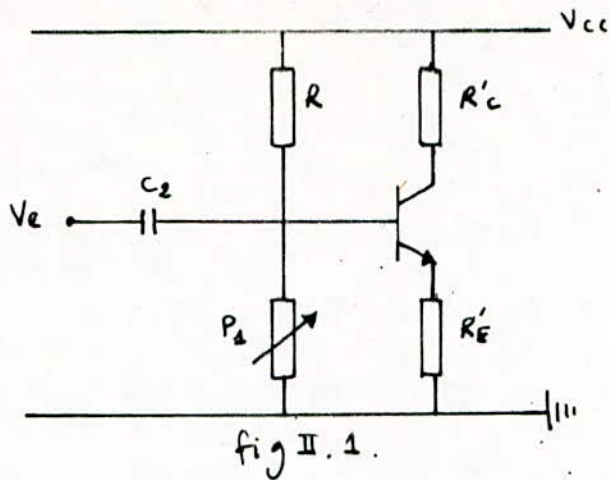 Vcc
R
R'c
C2
Ve
P1
R'E
fig II.1.